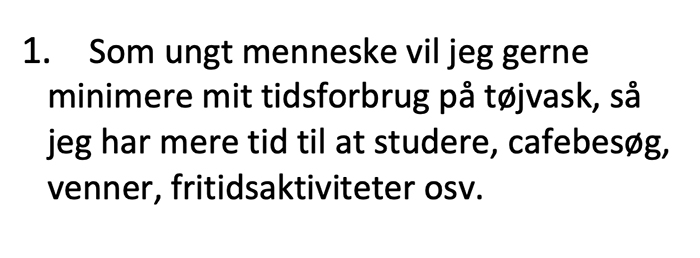 1. Som ungt menneske vil jeg gerne
minimere mit tidsforbrug på tøjvask, så
jeg har mere tid til at studere, cafebesøg,
venner, fritidsaktiviteter osv.